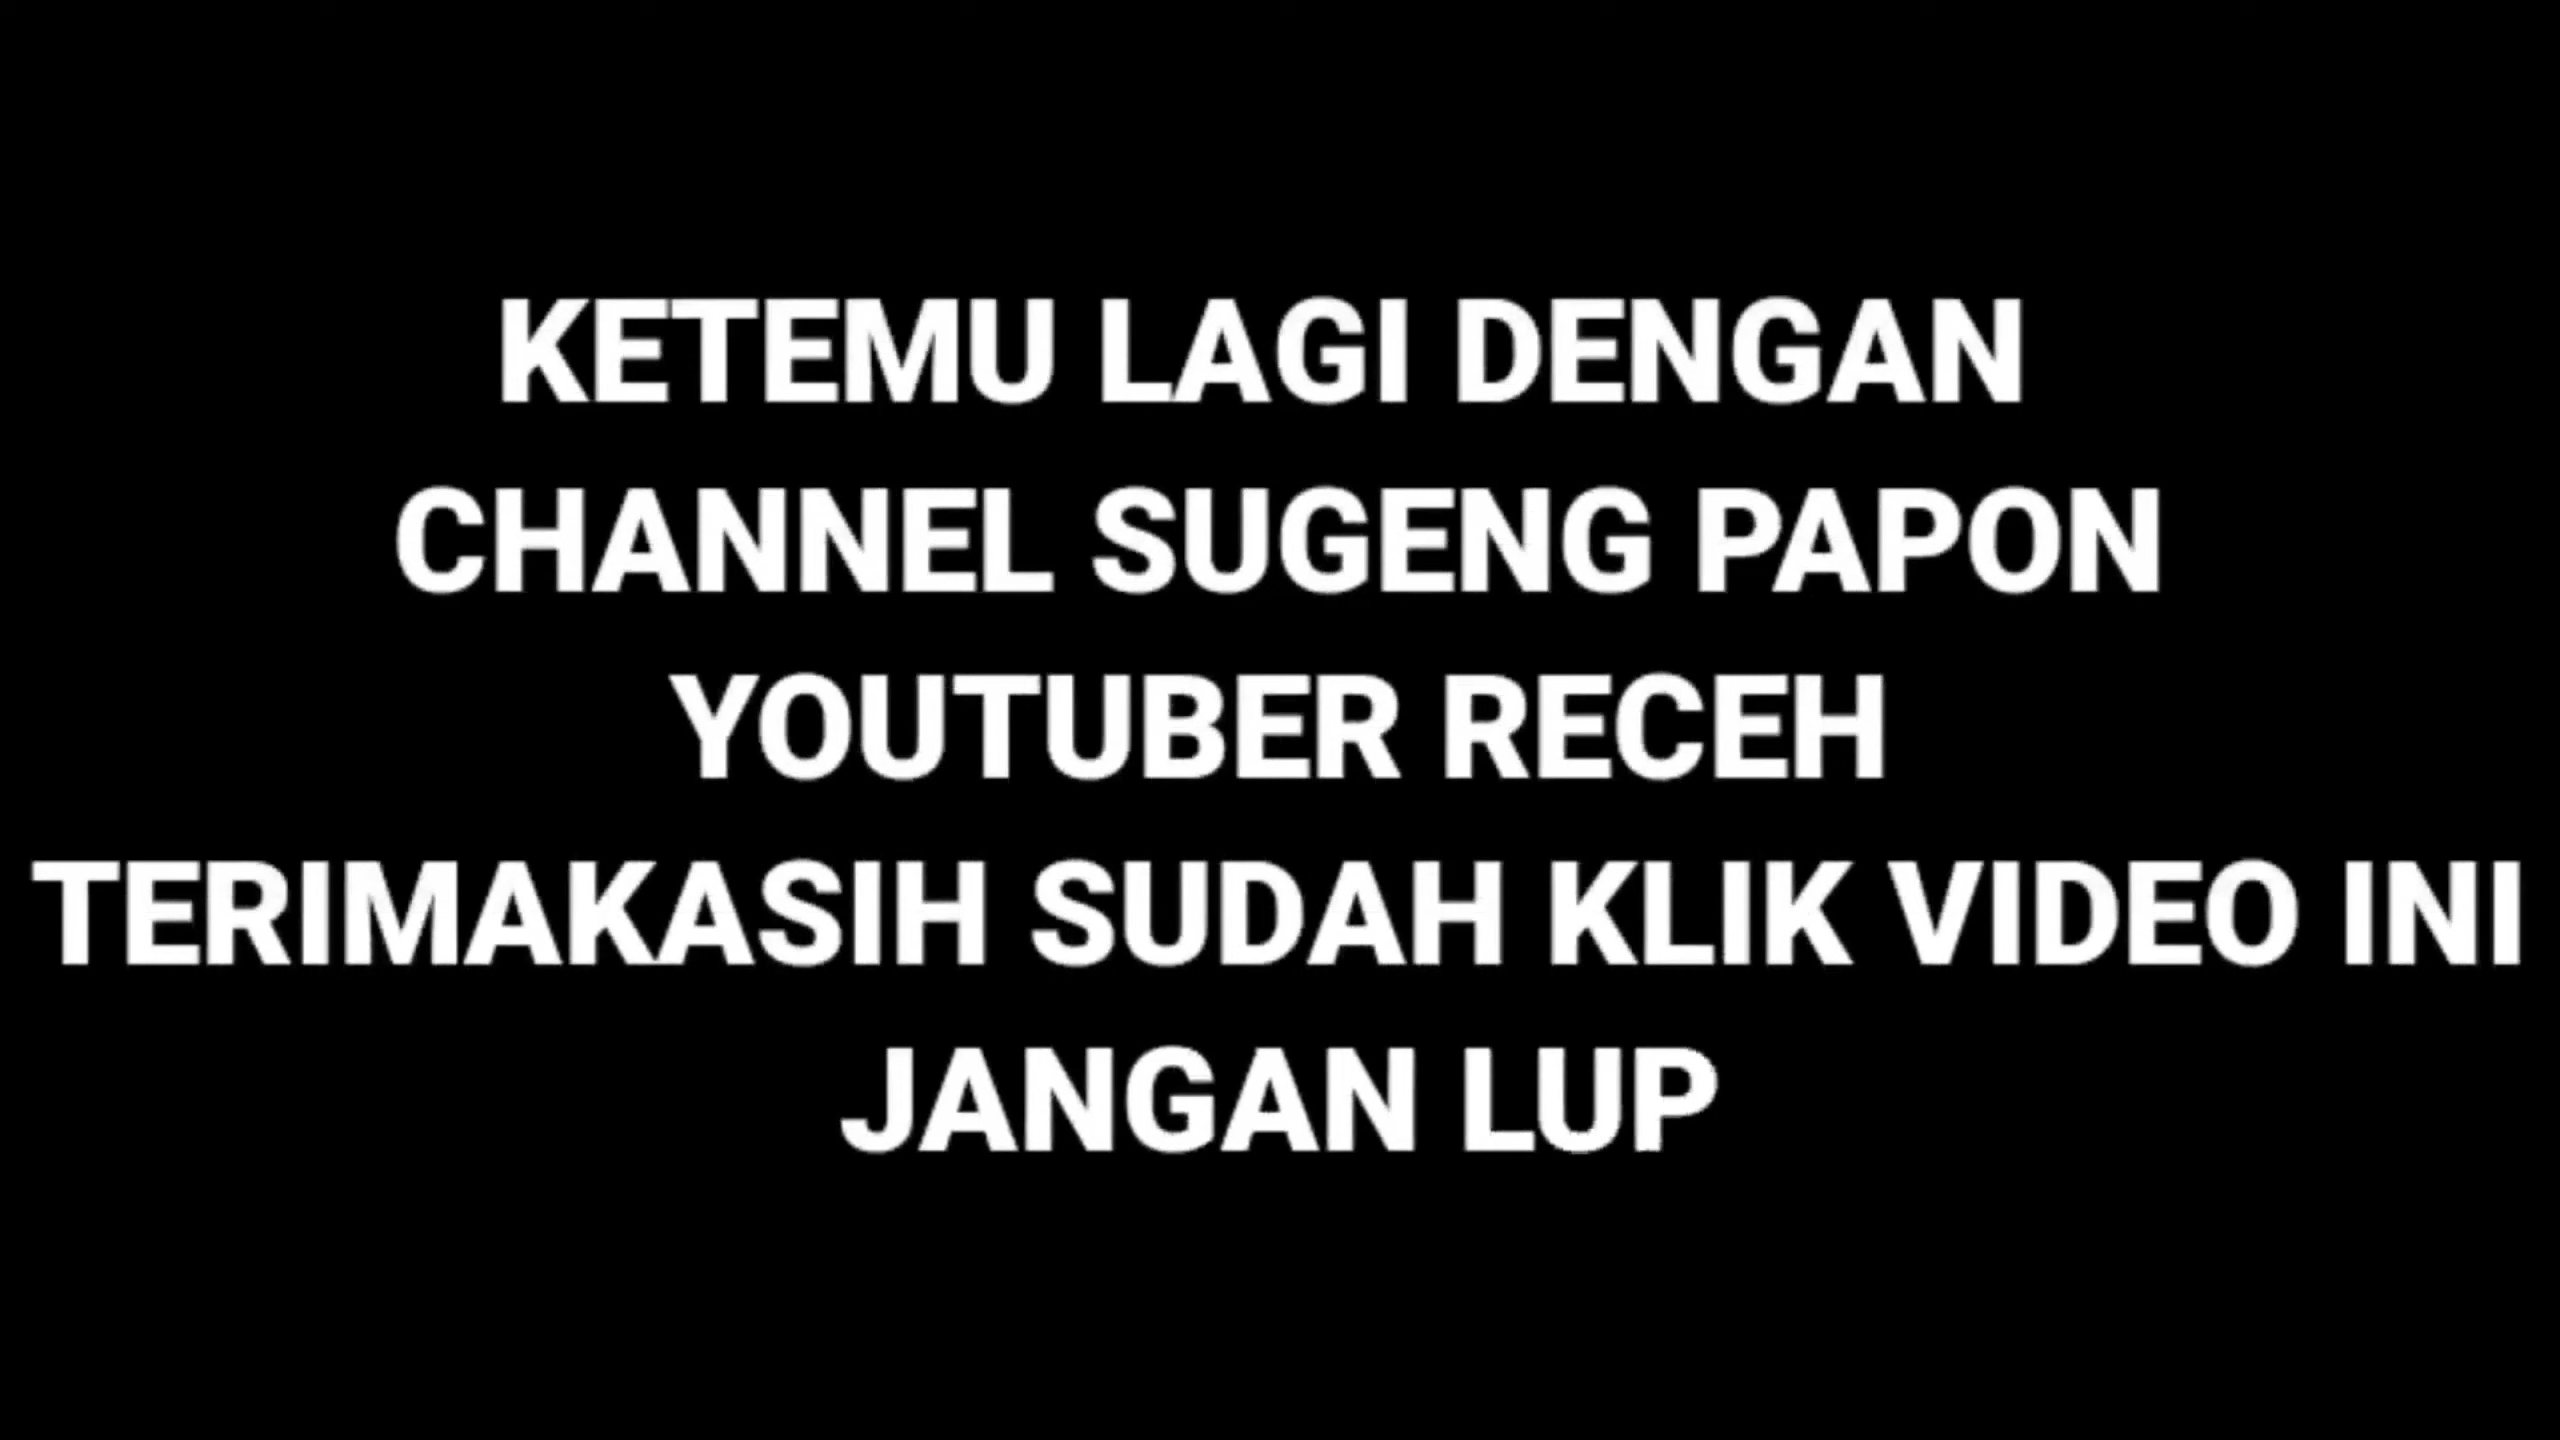 KETEMU LAGI DENGAN
CHANNEL SUGENG PAPON
YOUTUBER RECEH
TERIMAKASIH SUDAH KLIK VIDEO INI
JANGAN LUP